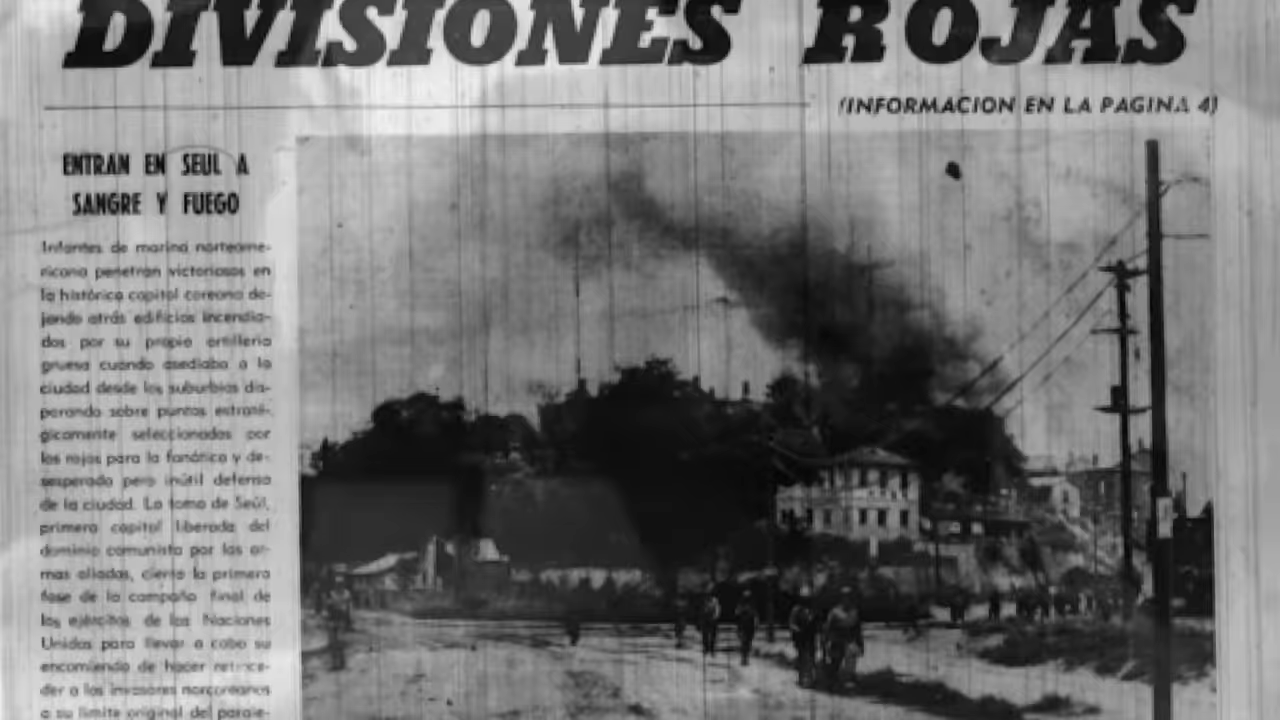 DIVISIONES ROJAS
(INFORMACION EN LA PAGINA 4)
ENTRAN EN SEUL A
SANGRE Y FUEGO
Infantes de marina norteame-
ricana penetran victoriosos en
la histórica capital coreana de-
jando atrás edificios incendia-
dos por su propia artillería
gruesa cuando asediaba a la
ciudad desde los suburbios dis-
parando sobre puntos estraté-
gicamente seleccionados por
los rojos para la fanática y de-
sesperada pero inútil defensa
de la ciudad. La toma de Seúl,
primera capital liberada del
dominio comunista por las ar-
mas aliadas, cierra la primera
fase de la campaña final de
los ejércitos de las Naciones
Unidas para llevar a cabo su
encomienda de hacer retroce-
der a los invasores norcoreanos
a su límite original del parale-